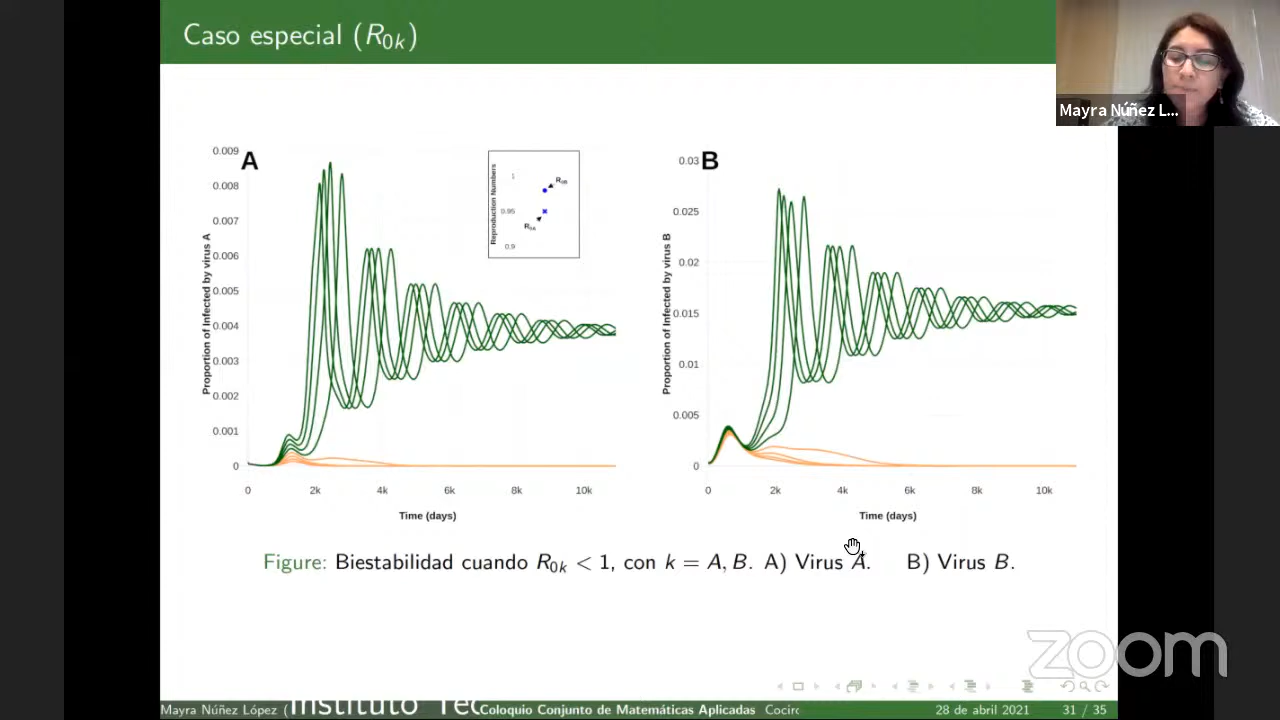 Caso especial (R0k)
Mayra Núñez L...
A
0.009
0.008
0.007
0.006
0.005
0.004
0.003
0.002
0.001
0
Proportion of Infected by virus A
0
2k
4k
6k
8k
10k
Time (days)
Reproduction Numbers
1
0.95
0.9
R0B
R0A
B
0.03
0.025
0.02
0.015
0.01
0.005
0
Proportion of Infected by virus B
0
2k
4k
6k
8k
10k
Time (days)
Figure: Biestabilidad cuando R0k < 1, con k = A, B. A) Virus A. B) Virus B.
zoom
Mayra Núñez López (
Instituto Tec
Coloquio Conjunto de Matemáticas Aplicadas
28 de abril 2021
31 / 35